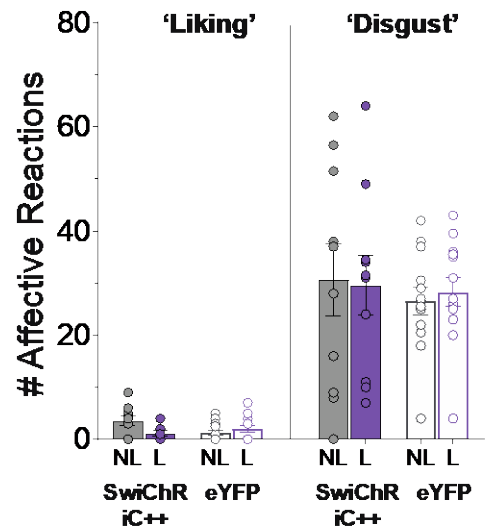 'Liking' 'Disgust'
# Affective Reactions
80
60
40
20
0
NL L NL L NL L NL L
SwiChR eYFP SwiChR eYFP
iC++ iC++